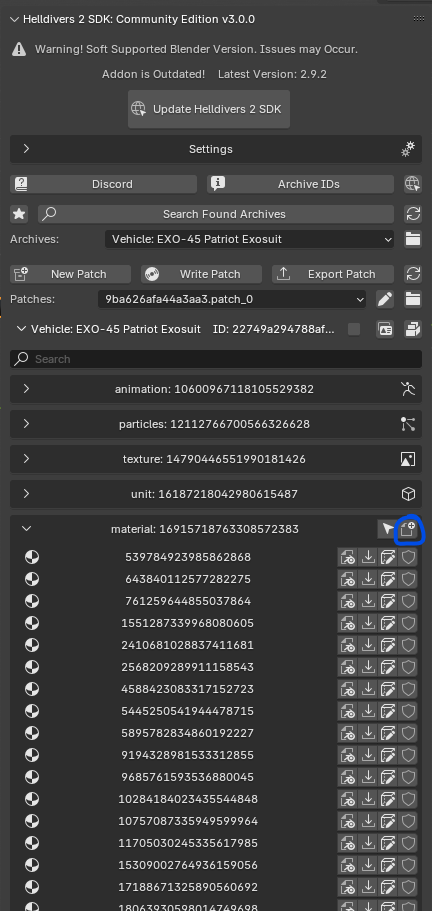 Helldivers 2 SDK: Community Edition v3.0.0
Warning! Soft Supported Blender Version. Issues may Occur.
Addon is Outdated! Latest Version: 2.9.2
Update Helldivers 2 SDK
Settings
Discord Archive IDs
Search Found Archives
Archives: Vehicle: EXO-45 Patriot Exosuit
New Patch Write Patch Export Patch
Patches: 9ba626afa44a3aa3.patch_0
Vehicle: EXO-45 Patriot Exosuit ID: 22749a294788af...
Search
animation: 10600967118105529382
particles: 12112766700566326628
texture: 14790446551990181426
unit: 16187218042980615487
material: 16915718763308572383
539784923985862868
643840112577282275
761259644855037864
1551287339968080605
2410681028837411681
2568209289911158543
4588423083317152723
5445250541944478715
5895782834860192227
9194328981533312855
9685761593536880045
10284184023435544848
10757087335949599964
11705030245335617985
15309002764936159056
17188671325890560692
18063930598014749698